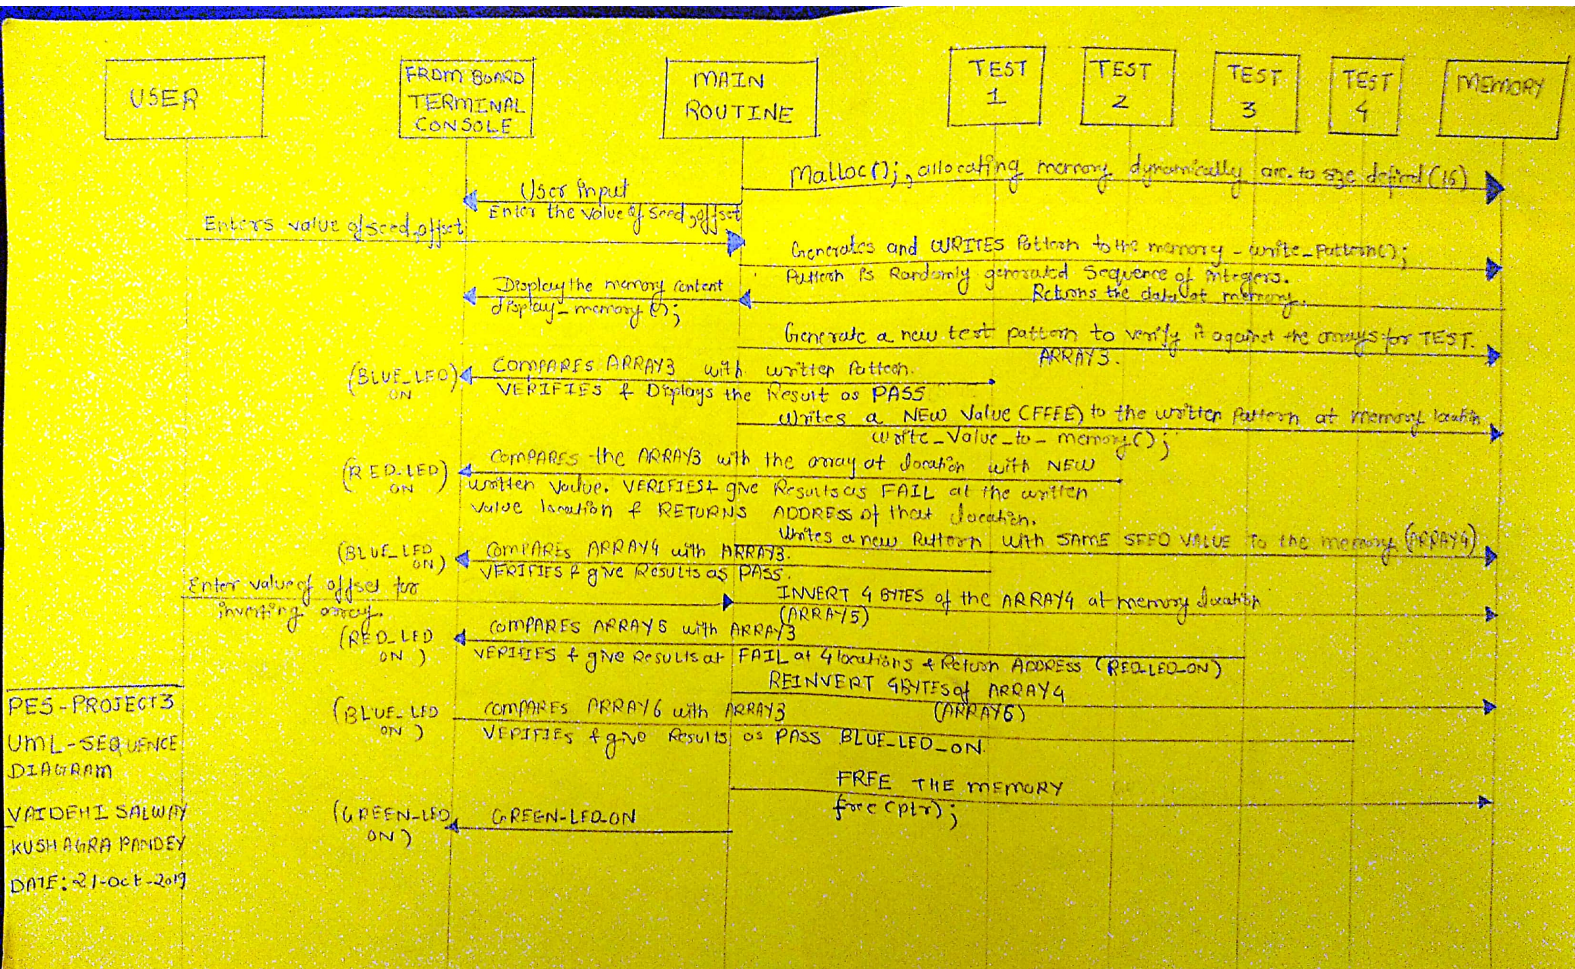 USER
FRDM BOARD
TERMINAL
CONSOLE
MAIN
ROUTINE
TEST
1
TEST
2
TEST
3
TEST
4
MEMORY
Malloc(); , allocating memory dynamically acc. to size defined (16)
User Input
Enter the value of seed, offset
Enters value of seed, offset
Generates and WRITES Pattern to the memory - write_Pattern();
Pattern is Randomly generated Sequence of integers.
Returns the data at memory.
Display the memory content
display_memory();
Generate a new test pattern to verify it against the arrays for TEST.
ARRAY3.
(BLUE_LED
ON
)
COMPARES ARRAY3 with written Pattern.
VERIFIES & Displays the Result as PASS
Writes a NEW Value (FFEE) to the written Pattern at memory location
write_Value_to_memory();
(RED_LED
ON
)
COMPARES the ARRAY3 with the array at location with NEW
written value. VERIFIES & give Results as FAIL at the written
value location & RETURNS ADDRESS of that location.
Writes a new Pattern with SAME SEED VALUE to the memory (ARRAY4)
(BLUE_LED
ON)
COMPARES ARRAY4 with ARRAY3.
VERIFIES & give Results as PASS.
Enter value of offset for
inverting array.
INVERT 4 BYTES of the ARRAY4 at memory location
(ARRAY5)
(RED_LED
ON )
COMPARES ARRAY5 with ARRAY3
VERIFIES & give Results at FAIL at 4 locations & Return ADDRESS (RED_LED_ON)
REINVERT 4BYTES of ARRAY4
(ARRAY6)
(BLUE_LED
ON )
COMPARES ARRAY6 with ARRAY3
VERIFIES & give Results as PASS BLUE_LED_ON.
FREE THE MEMORY
free(ptr);
(GREEN-LED
ON )
GREEN-LED_ON
PES-PROJECT3
UML-SEQUENCE
DIAGRAM
VAIDEHI SALWAY
KUSHAGRA PANDEY
DATE: 21-Oct-2019